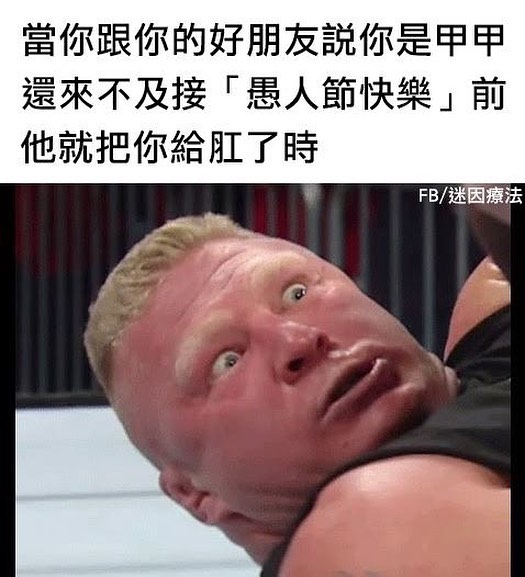 當你跟你的好朋友說你是甲甲
還來不及接「愚人節快樂」前
他就把你給肛了時
FB/迷因療法